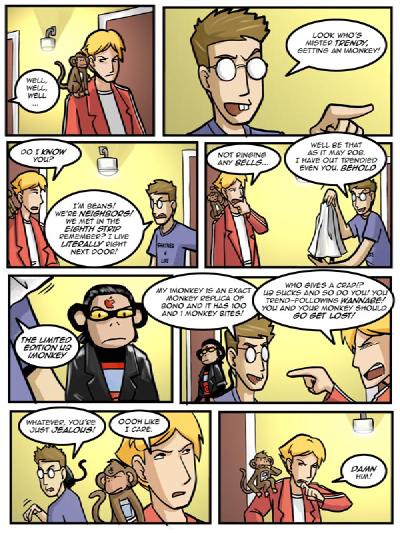 WELL,
WELL,
WELL
...
LOOK WHO'S
MISTER TRENDY,
GETTING AN IMONKEY!
DO I KNOW
YOU?
I'M BEANS!
WE'RE NEIGHBORS!
WE MET IN THE
EIGHTH STRIP
REMEMBER? I LIVE
LITERALLY RIGHT
NEXT DOOR!
NOT RINGING
ANY BELLS...
WELL BE THAT
AS IT MAY ROB.
I HAVE OUT TRENDIED
EVEN YOU. BEHOLD
THE LIMITED
EDITION U2
IMONKEY
MY IMONKEY IS AN EXACT
MONKEY REPLICA OF
BONO AND IT HAS 100
AND 1 MONKEY BITES!
WHO GIVES A CRAP!?
U2 SUCKS AND SO DO YOU! YOU
TREND-FOLLOWING WANNABE!
YOU AND YOUR MONKEY SHOULD
GO GET LOST!
WHATEVER, YOU'RE
JUST JEALOUS!
OOOH LIKE
I CARE.
DAMN
HIM!